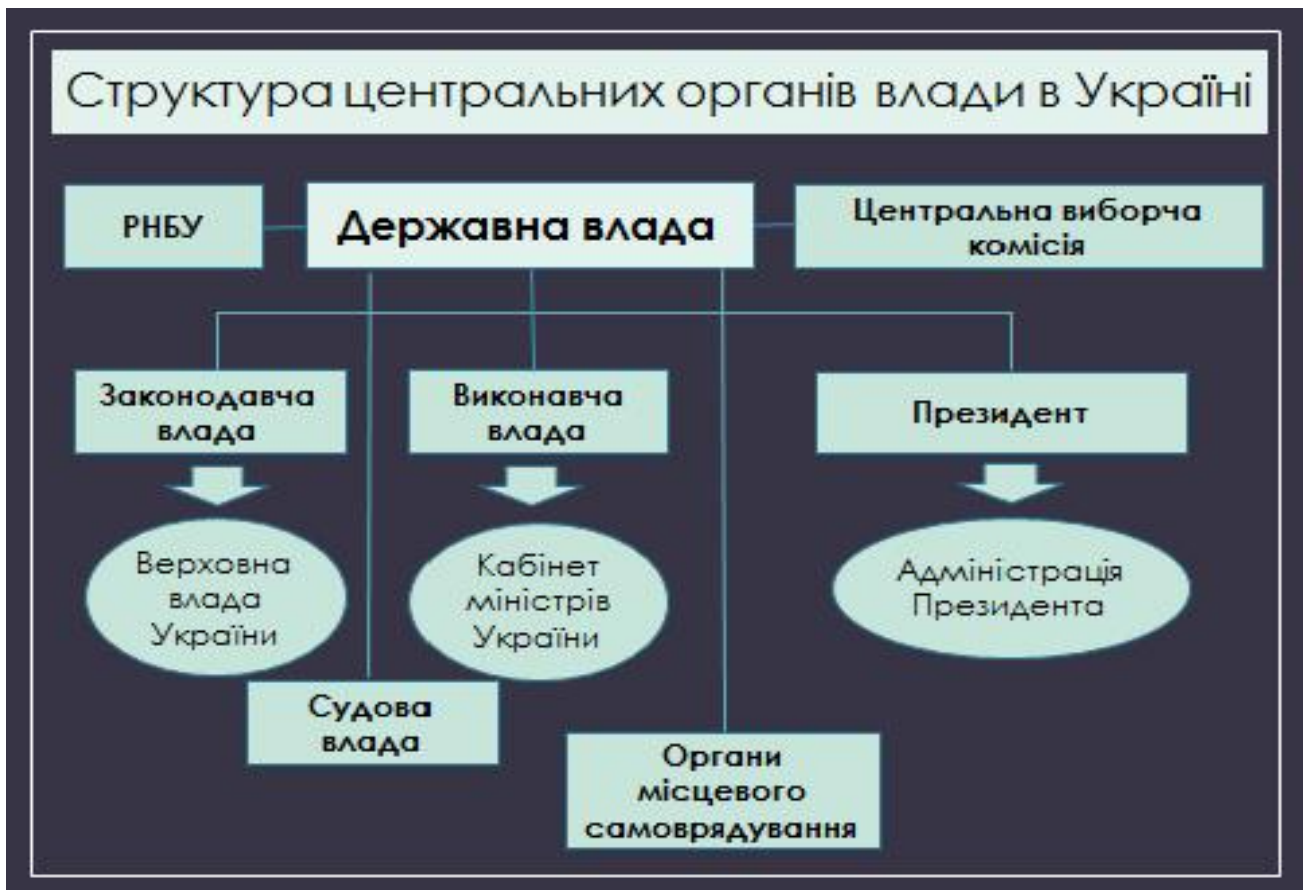 Структура центральних органів влади в Україні
РНБУ
Державна влада
Центральна виборча
комісія
Законодавча
влада
Виконавча
влада
Президент
Верховна
влада
України
Кабінет
міністрів
України
Адміністрація
Президента
Судова
влада
Органи
місцевого
самоврядування